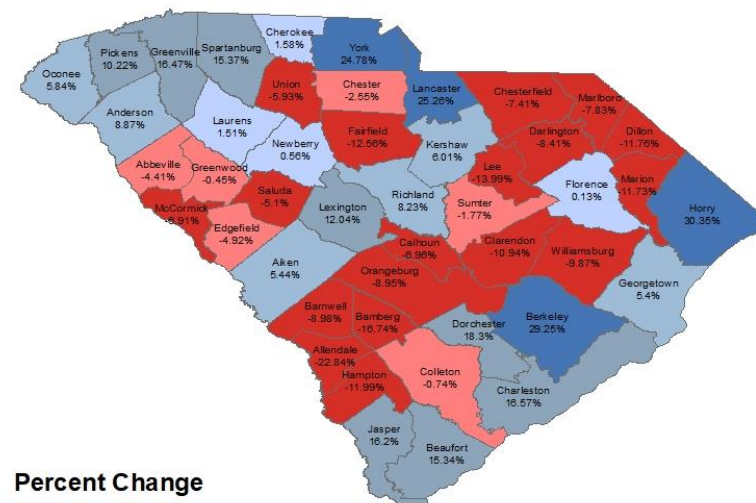 Cherokee
1.58%
York
24.78%
Spartanburg
15.37%
Greenville
16.47%
Pickens
10.22%
Oconee
5.84%
Union
-5.93%
Chester
-2.55%
Lancaster
25.26%
Chesterfield
-7.41%
Marlboro
-7.83%
Anderson
8.87%
Laurens
1.51%
Darlington
-8.41%
Dillon
-11.76%
Fairfield
-12.56%
Kershaw
6.01%
Newberry
0.56%
Abbeville
-4.41%
Greenwood
-0.45%
Lee
-13.99%
Florence
0.13%
Marion
-11.73%
Horry
30.35%
Saluda
-5.1%
McCormick
-6.91%
Lexington
12.04%
Richland
8.23%
Sumter
-1.77%
Edgefield
-4.92%
Calhoun
-6.96%
Clarendon
-10.94%
Williamsburg
-9.87%
Aiken
5.44%
Orangeburg
-8.95%
Georgetown
5.4%
Barnwell
-8.98%
Bamberg
-16.74%
Berkeley
29.25%
Dorchester
18.3%
Allendale
-22.84%
Colleton
-0.74%
Hampton
-11.99%
Charleston
16.57%
Jasper
16.2%
Beaufort
15.34%
Percent Change